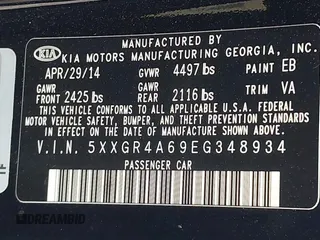 MANUFACTURED BY
KIA KIA MOTORS MANUFACTURING GEORGIA, INC.
APR/29/14 GVWR 4497 lbs PAINT EB
GAWR FRONT 2425 lbs GAWR REAR 2116 lbs TRIM VA
THIS VEHICLE CONFORMS TO ALL APPLICABLE U.S.A. FEDERAL
MOTOR VEHICLE SAFETY, BUMPER, AND THEFT PREVENTION
STANDARDS IN EFFECT ON THE DATE OF MANUFACTURE SHOWN ABOVE.
V.I.N. 5XXGR4A69EG348934
PASSENGER CAR
DREAMBID